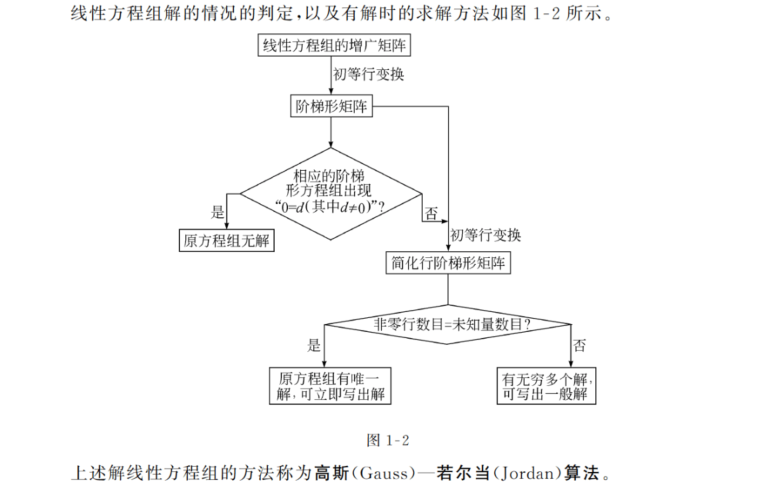 线性方程组解的情况的判定,以及有解时的求解方法如图 1-2 所示。
线性方程组的增广矩阵
初等行变换
阶梯形矩阵
相应的阶梯
形方程组出现
“0=d(其中d≠0)”?
是
否
原方程组无解
初等行变换
简化行阶梯形矩阵
非零行数目=未知量数目?
是
否
原方程组有唯一
解,可立即写出解
有无穷多个解,
可写出一般解
图 1-2
上述解线性方程组的方法称为高斯(Gauss)—若尔当(Jordan)算法。